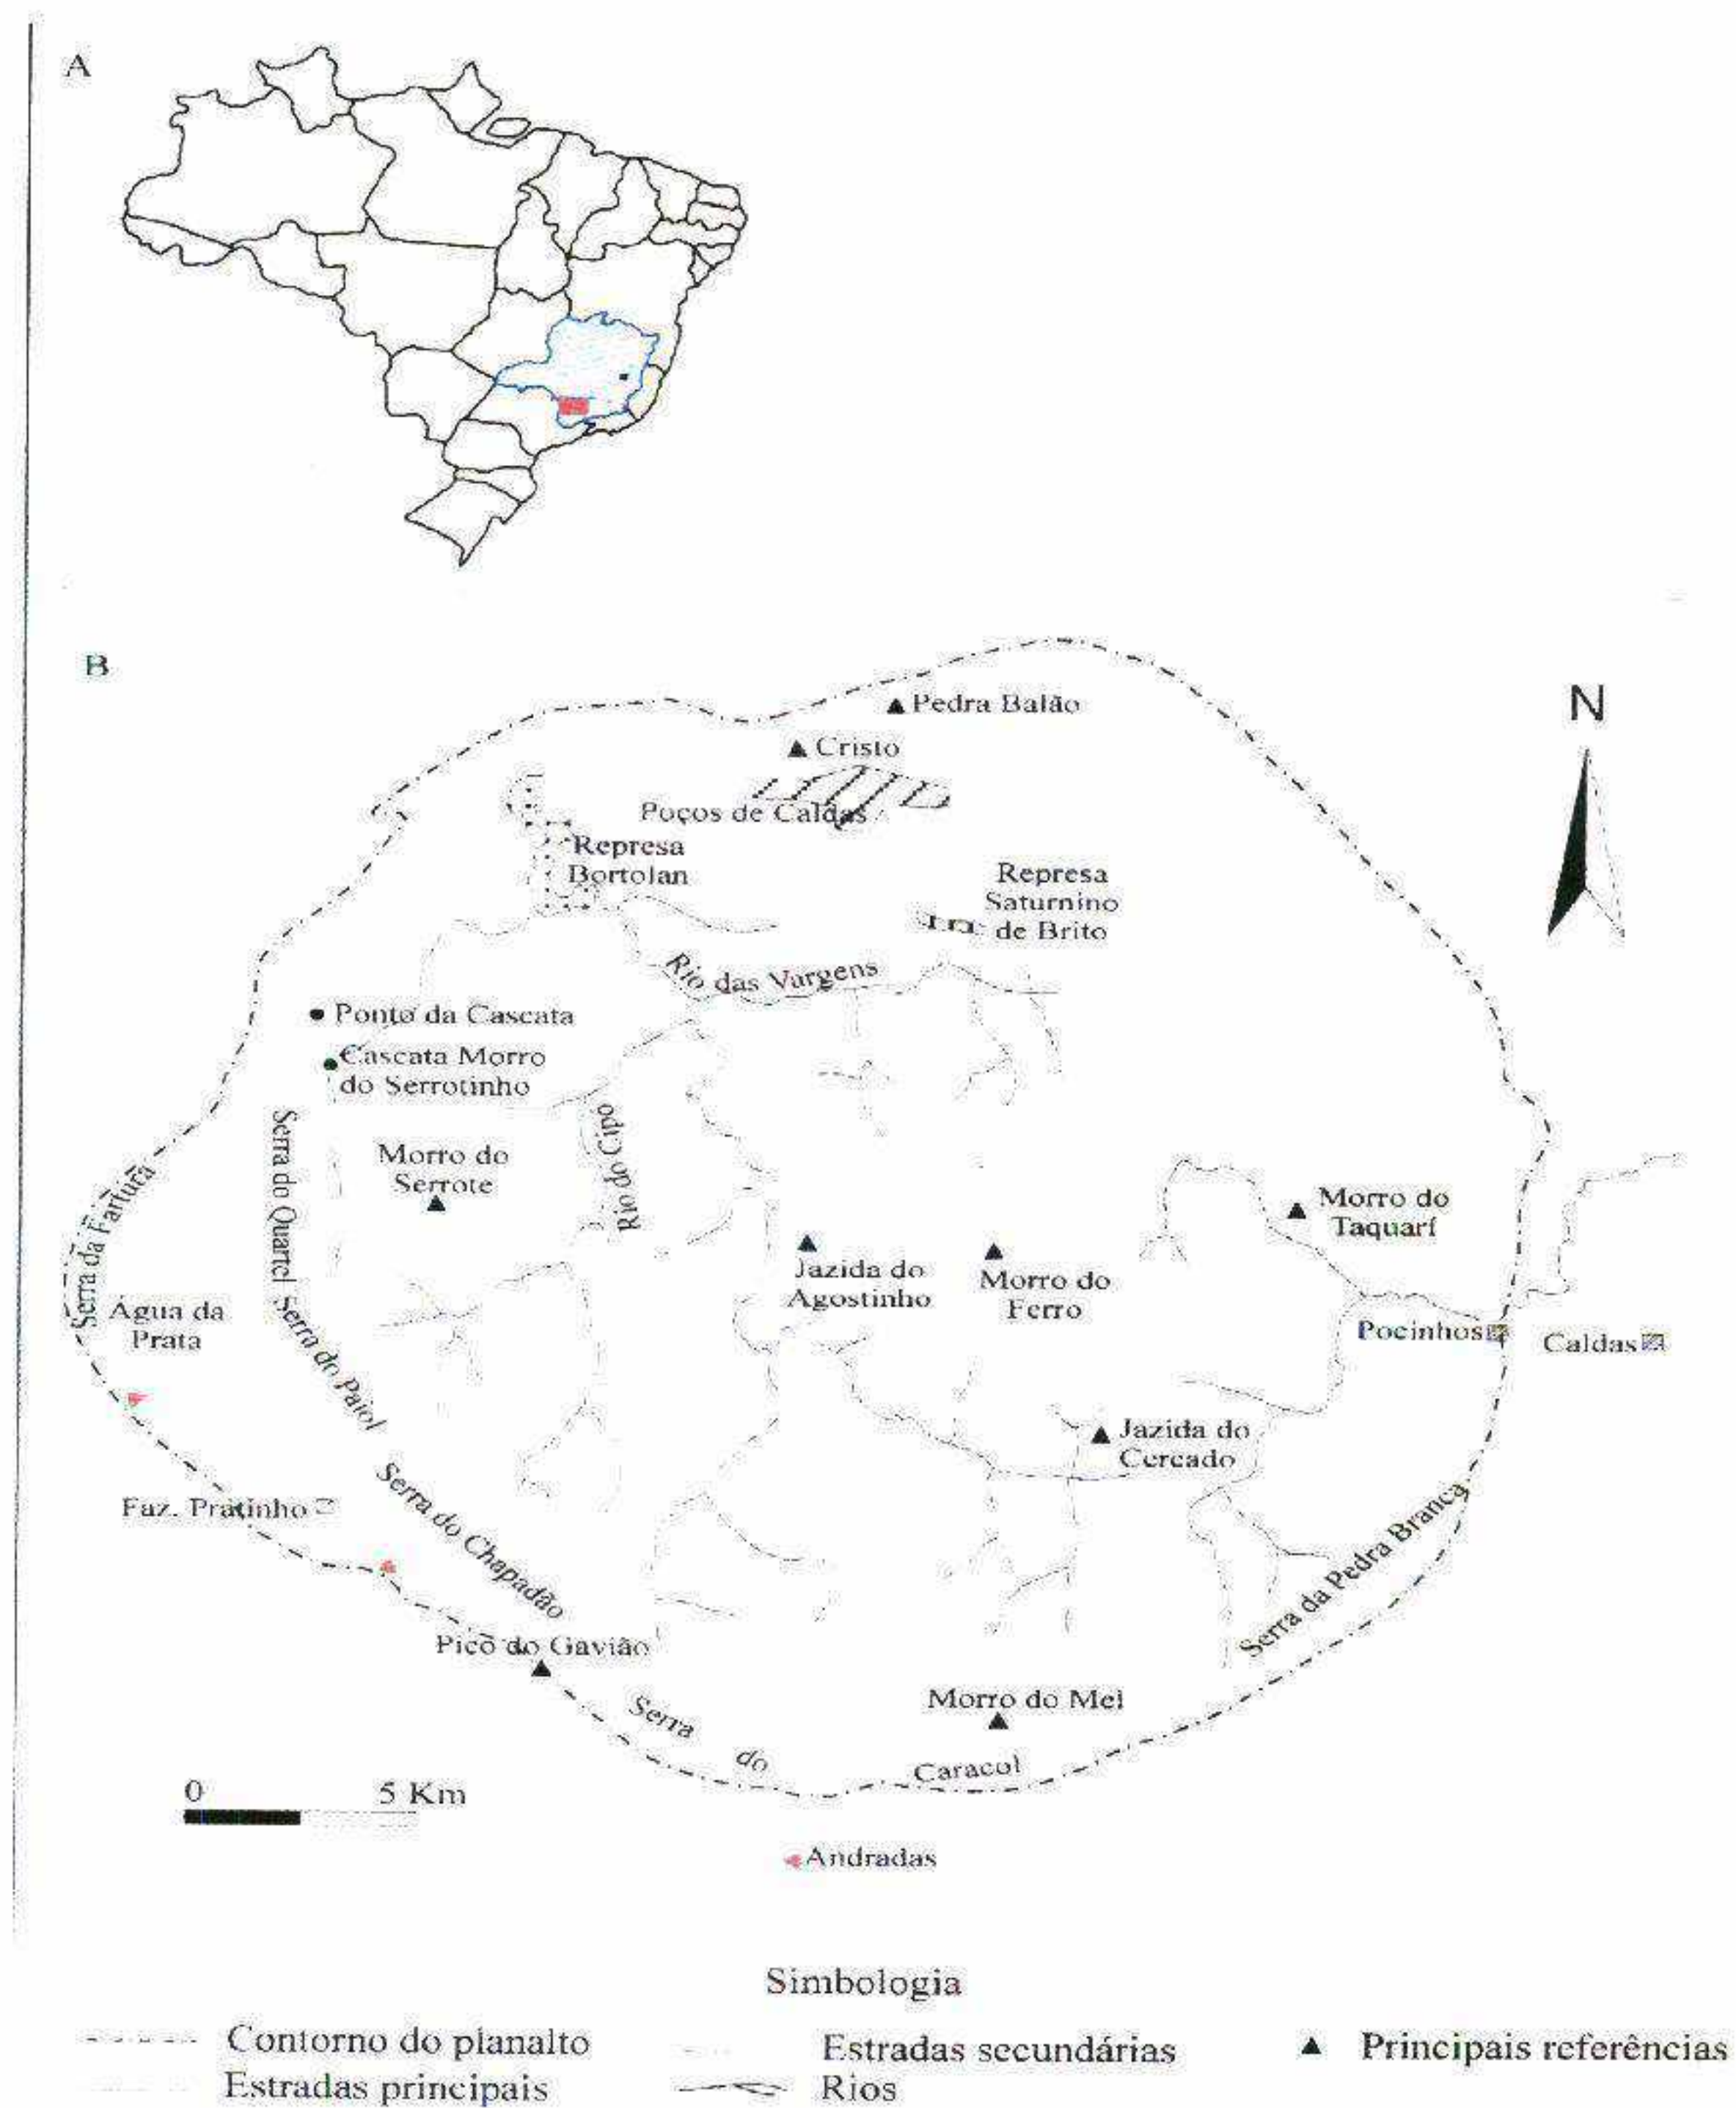 A
B
N
Pedra Balão
Cristo
Poços de Caldas
Represa
Bortolan
Represa
Saturnino
de Brito
Rio das Vargens
Ponto da Cascata
Cascata Morro
do Serrotinho
Serra da Fartura
Serra do Quartel
Morro do
Serrote
Rio do Cipo
Morro do
Taquarí
Jazida do
Agostinho
Morro do
Ferro
Água da
Prata
Serra do Paiol
Pocinhos
Caldas
Jazida do
Cercado
Faz. Pratinho
Serra do Chapadão
Serra da Pedra Branca
Pico do Gavião
Morro do Mel
Serra do Caracol
0 5 Km
Andradas
Simbologia
Contorno do planalto
Estradas secundárias
Principais referências
Estradas principais
Rios